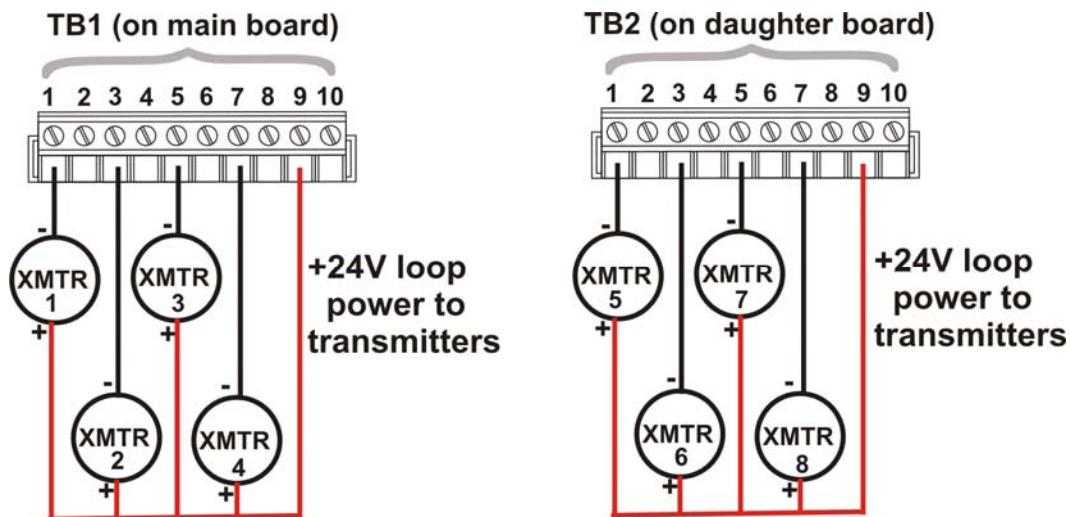 TB1 (on main board)
1 2 3 4 5 6 7 8 9 10
-
-
XMTR
1
XMTR
3
+
+
+24V loop
power to
transmitters
-
-
XMTR
2
XMTR
4
+
+
TB2 (on daughter board)
1 2 3 4 5 6 7 8 9 10
-
-
XMTR
5
XMTR
7
+
+
+24V loop
power to
transmitters
-
-
XMTR
6
XMTR
8
+
+